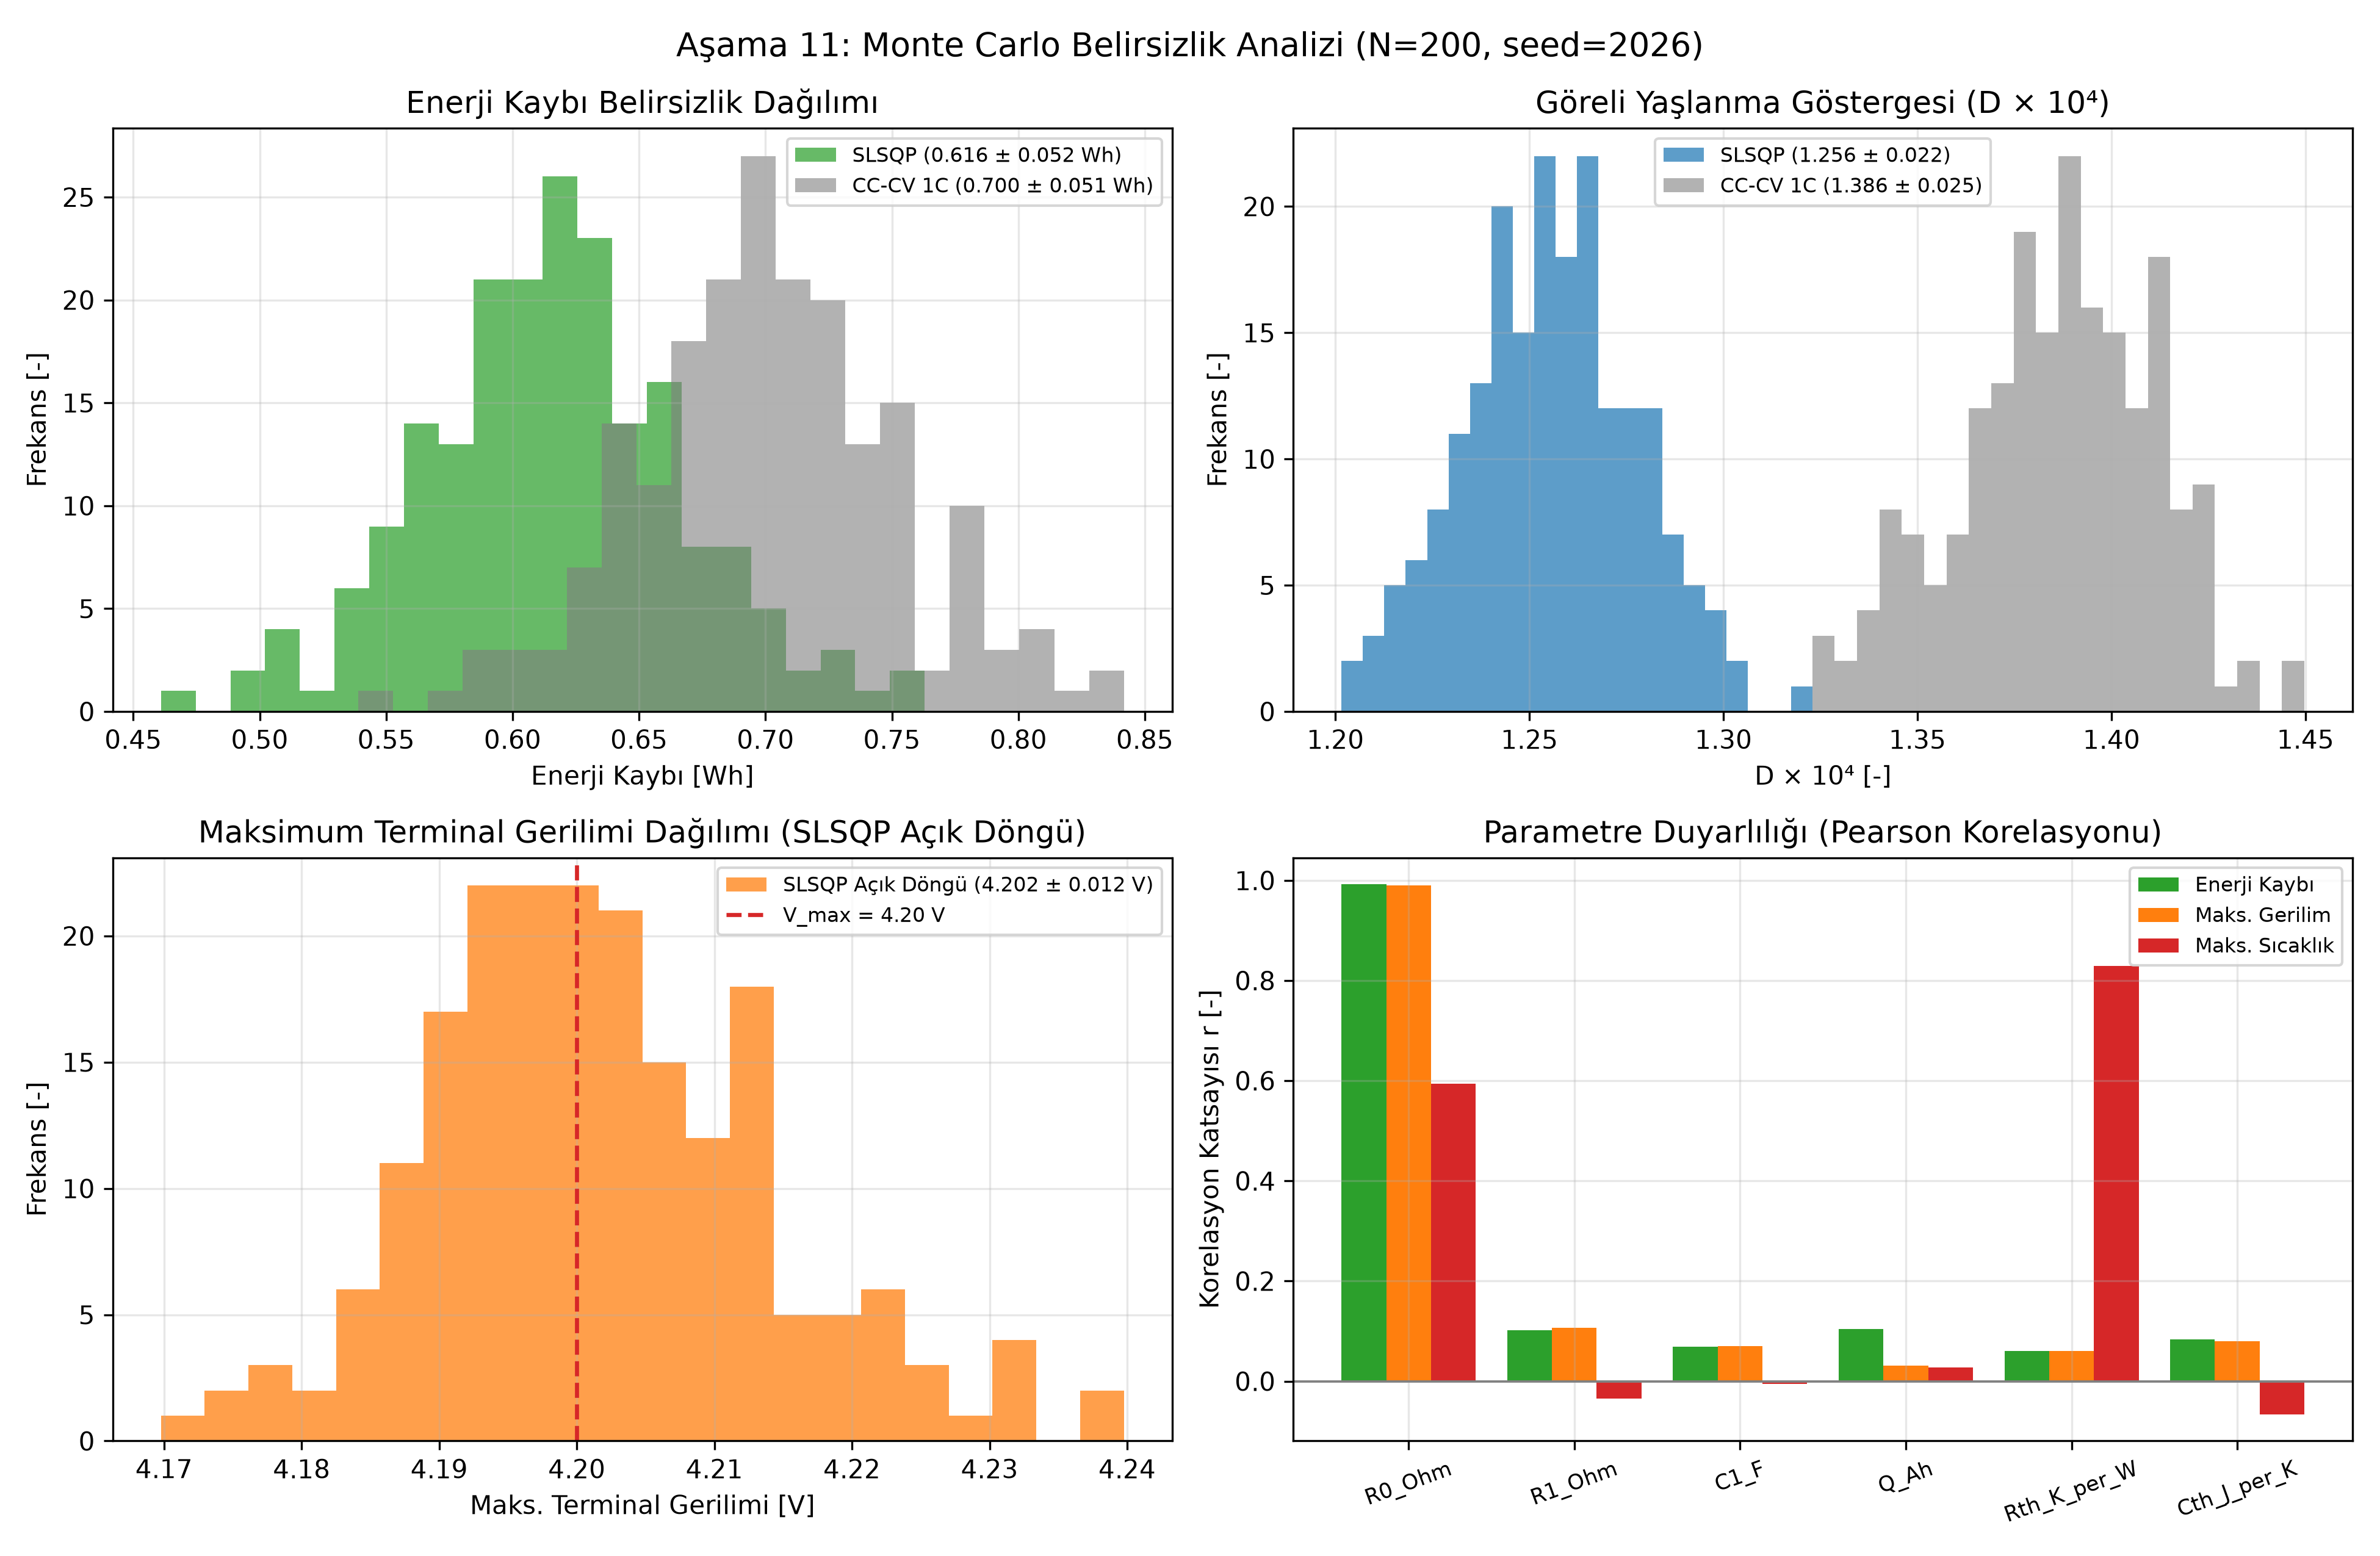 Aşama 11: Monte Carlo Belirsizlik Analizi (N=200, seed=2026)
Enerji Kaybı Belirsizlik Dağılımı
SLSQP (0.616 ± 0.052 Wh)
CC-CV 1C (0.700 ± 0.051 Wh)
Frekans [-]
25
20
15
10
5
0
0.45 0.50 0.55 0.60 0.65 0.70 0.75 0.80 0.85
Enerji Kaybı [Wh]
Göreli Yaşlanma Göstergesi (D × 10⁴)
SLSQP (1.256 ± 0.022)
CC-CV 1C (1.386 ± 0.025)
Frekans [-]
20
15
10
5
0
1.20 1.25 1.30 1.35 1.40 1.45
D × 10⁴ [-]
Maksimum Terminal Gerilimi Dağılımı (SLSQP Açık Döngü)
SLSQP Açık Döngü (4.202 ± 0.012 V)
V_max = 4.20 V
Frekans [-]
20
15
10
5
0
4.17 4.18 4.19 4.20 4.21 4.22 4.23 4.24
Maks. Terminal Gerilimi [V]
Parametre Duyarlılığı (Pearson Korelasyonu)
Enerji Kaybı
Maks. Gerilim
Maks. Sıcaklık
Korelasyon Katsayısı r [-]
1.0
0.8
0.6
0.4
0.2
0.0
R0_Ohm R1_Ohm C1_F Q_Ah Rth_K_per_W Cth_J_per_K